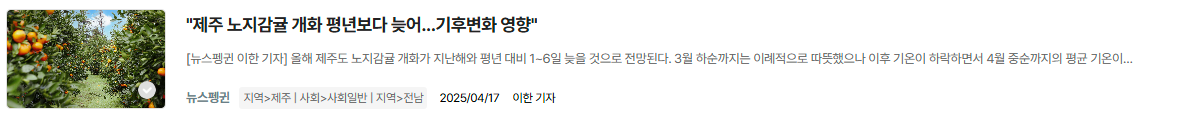 "제주 노지감귤 개화 평년보다 늦어…기후변화 영향"
[뉴스펭귄 이한 기자] 올해 제주도 노지감귤 개화가 지난해와 평년 대비 1~6일 늦을 것으로 전망된다. 3월 하순까지는 이례적으로 따뜻했으나 이후 기온이 하락하면서 4월 중순까지의 평균 기온이…
뉴스펭귄 지역>제주 | 사회>사회일반 | 지역>전남 2025/04/17 이한 기자